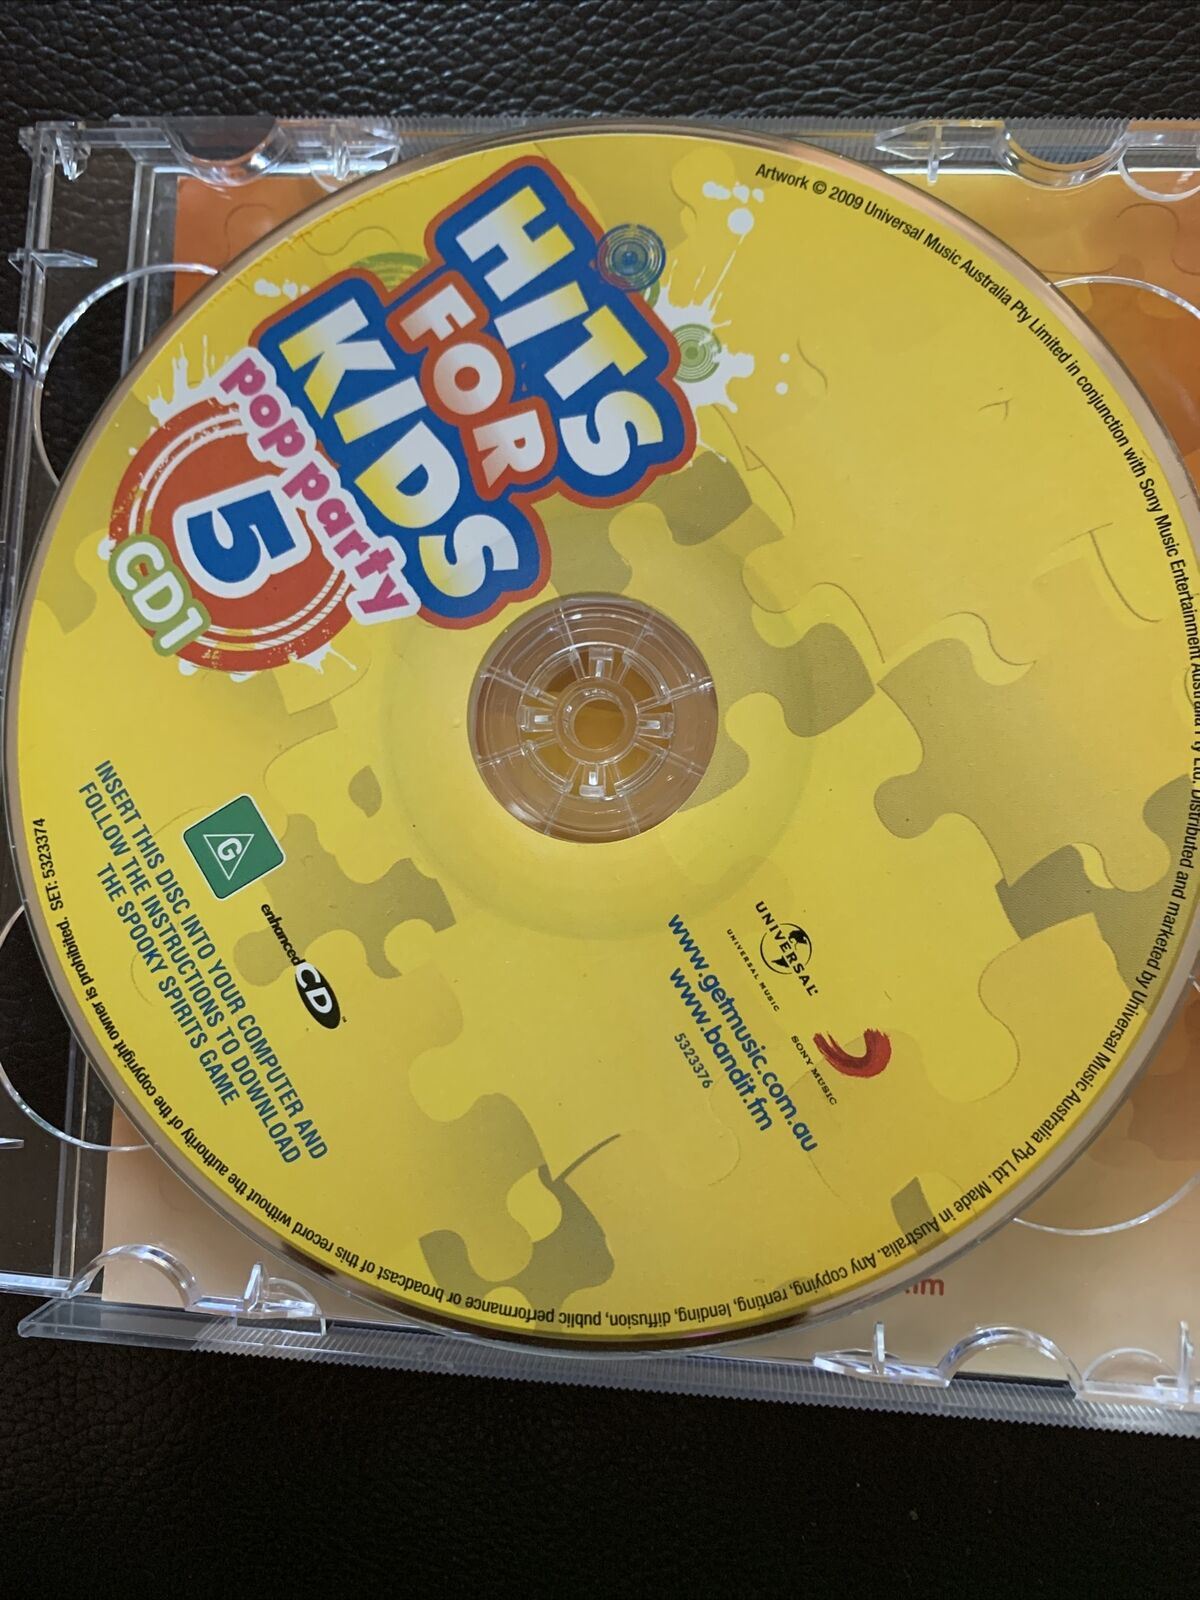 HITS
FOR
KIDS
pop party
5
CD1
Artwork © 2009 Universal Music Australia Pty Limited in conjunction with Sony Music Entertainment Australia Pty Ltd. Distributed and marketed by Universal Music Australia Pty Ltd. Made in Australia. Any copying, renting, lending, diffusion, public performance or broadcast of this record without the authority of the copyright owner is prohibited. SET: 5323374
G
enhanced CD™
INSERT THIS DISC INTO YOUR COMPUTER AND
FOLLOW THE INSTRUCTIONS TO DOWNLOAD
THE SPOOKY SPIRITS GAME
UNIVERSAL
UNIVERSAL MUSIC
SONY MUSIC
www.getmusic.com.au
www.bandit.fm
5323376